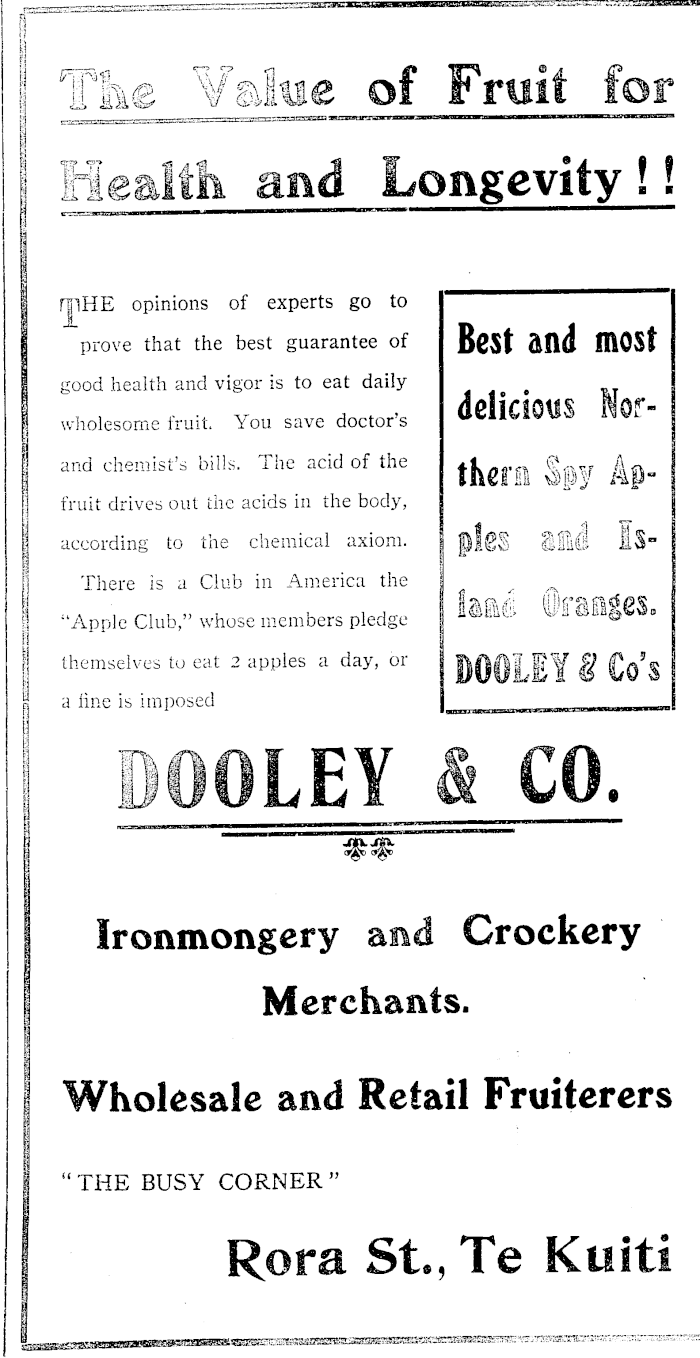 The Value of Fruit for
Health and Longevity!!
THE opinions of experts go to
prove that the best guarantee of
good health and vigor is to eat daily
wholesome fruit. You save doctor's
and chemist's bills. The acid of the
fruit drives out the acids in the body,
according to the chemical axiom.
There is a Club in America the
"Apple Club," whose members pledge
themselves to eat 2 apples a day, or
a fine is imposed
Best and most
delicious Nor-
thern Spy Ap-
ples and Is-
land Oranges.
DOOLEY & Co's
DOOLEY & CO.
Ironmongery and Crockery
Merchants.
Wholesale and Retail Fruiterers
"THE BUSY CORNER"
Rora St., Te Kuiti